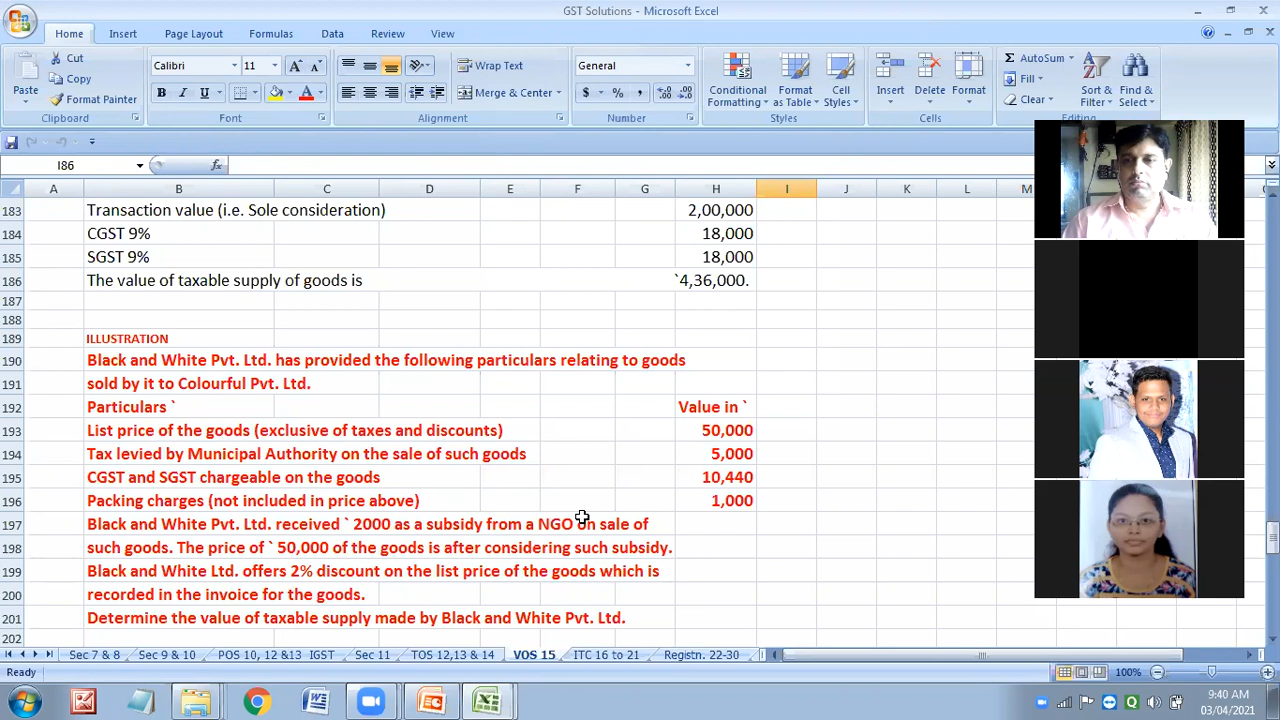 GST Solutions - Microsoft Excel
Home Insert Page Layout Formulas Data Review View
Cut
Copy
Format Painter
Paste
Clipboard
Calibri 11
B I U
Font
Wrap Text
Merge & Center
Alignment
General
$ % ,
Number
Conditional Formatting
Format as Table
Cell Styles
Styles
Insert Delete Format
Cells
Σ AutoSum
Fill
Clear
Sort & Filter
Find & Select
Editing
I86 fx
A B C D E F G H I J K L M
183 Transaction value (i.e. Sole consideration) 2,00,000
184 CGST 9% 18,000
185 SGST 9% 18,000
186 The value of taxable supply of goods is `4,36,000.
187
188
189 ILLUSTRATION
190 Black and White Pvt. Ltd. has provided the following particulars relating to goods
191 sold by it to Colourful Pvt. Ltd.
192 Particulars ` Value in `
193 List price of the goods (exclusive of taxes and discounts) 50,000
194 Tax levied by Municipal Authority on the sale of such goods 5,000
195 CGST and SGST chargeable on the goods 10,440
196 Packing charges (not included in price above) 1,000
197 Black and White Pvt. Ltd. received ` 2000 as a subsidy from a NGO on sale of
198 such goods. The price of ` 50,000 of the goods is after considering such subsidy.
199 Black and White Ltd. offers 2% discount on the list price of the goods which is
200 recorded in the invoice for the goods.
201 Determine the value of taxable supply made by Black and White Pvt. Ltd.
202
Sec 7 & 8 Sec 9 & 10 POS 10, 12 &13 IGST Sec 11 TOS 12,13 & 14 VOS 15 ITC 16 to 21 Registn. 22-30
Ready 100%
9:40 AM
03/04/2021